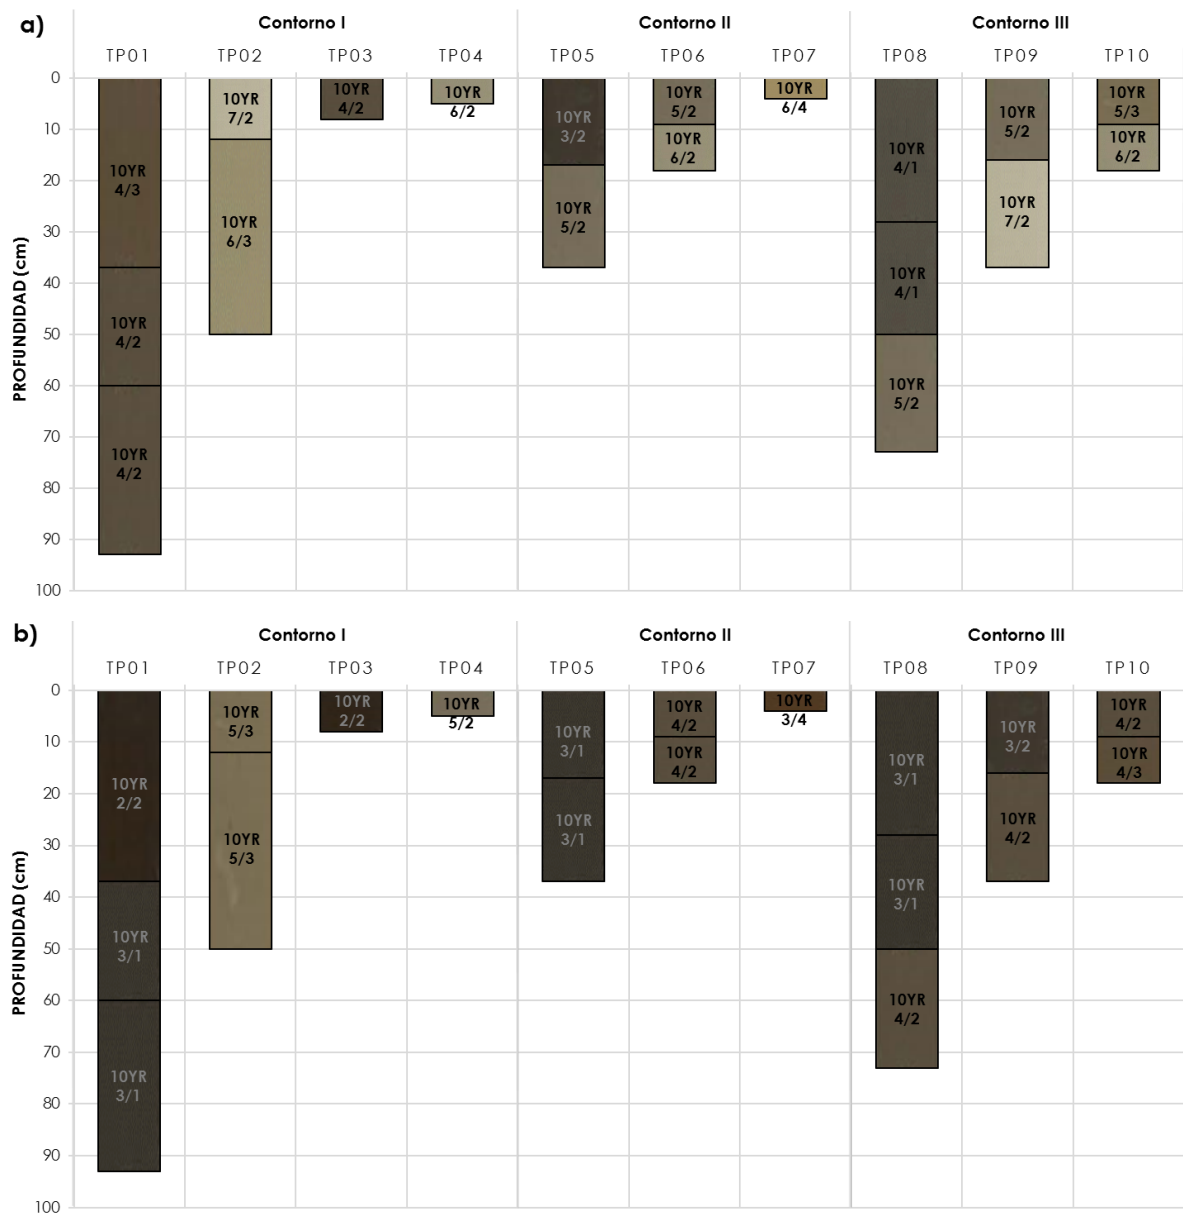 a)
Contorno I
Contorno II
Contorno III
TP01
TP02
TP03
TP04
TP05
TP06
TP07
TP08
TP09
TP10
PROFUNDIDAD (cm)
0
10
20
30
40
50
60
70
80
90
100
10YR
4/3
10YR
4/2
10YR
4/2
10YR
7/2
10YR
6/3
10YR
4/2
10YR
6/2
10YR
3/2
10YR
5/2
10YR
5/2
10YR
6/2
10YR
6/4
10YR
4/1
10YR
4/1
10YR
5/2
10YR
5/2
10YR
7/2
10YR
5/3
10YR
6/2
b)
Contorno I
Contorno II
Contorno III
TP01
TP02
TP03
TP04
TP05
TP06
TP07
TP08
TP09
TP10
PROFUNDIDAD (cm)
0
10
20
30
40
50
60
70
80
90
100
10YR
2/2
10YR
3/1
10YR
3/1
10YR
5/3
10YR
5/3
10YR
2/2
10YR
5/2
10YR
3/1
10YR
3/1
10YR
4/2
10YR
4/2
10YR
3/4
10YR
3/1
10YR
3/1
10YR
4/2
10YR
3/2
10YR
4/2
10YR
4/2
10YR
4/3